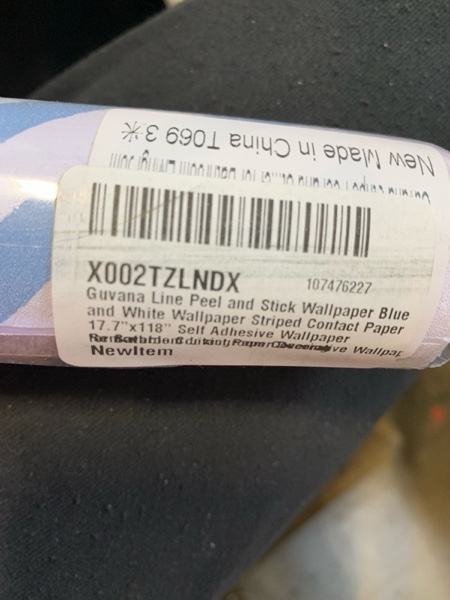 New Made in China T069 3
X002TZLNDX 107476227
Guvana Line Peel and Stick Wallpaper Blue
and White Wallpaper Striped Contact Paper
17.7"x118" Self Adhesive Wallpaper
Wallpap
NewItem